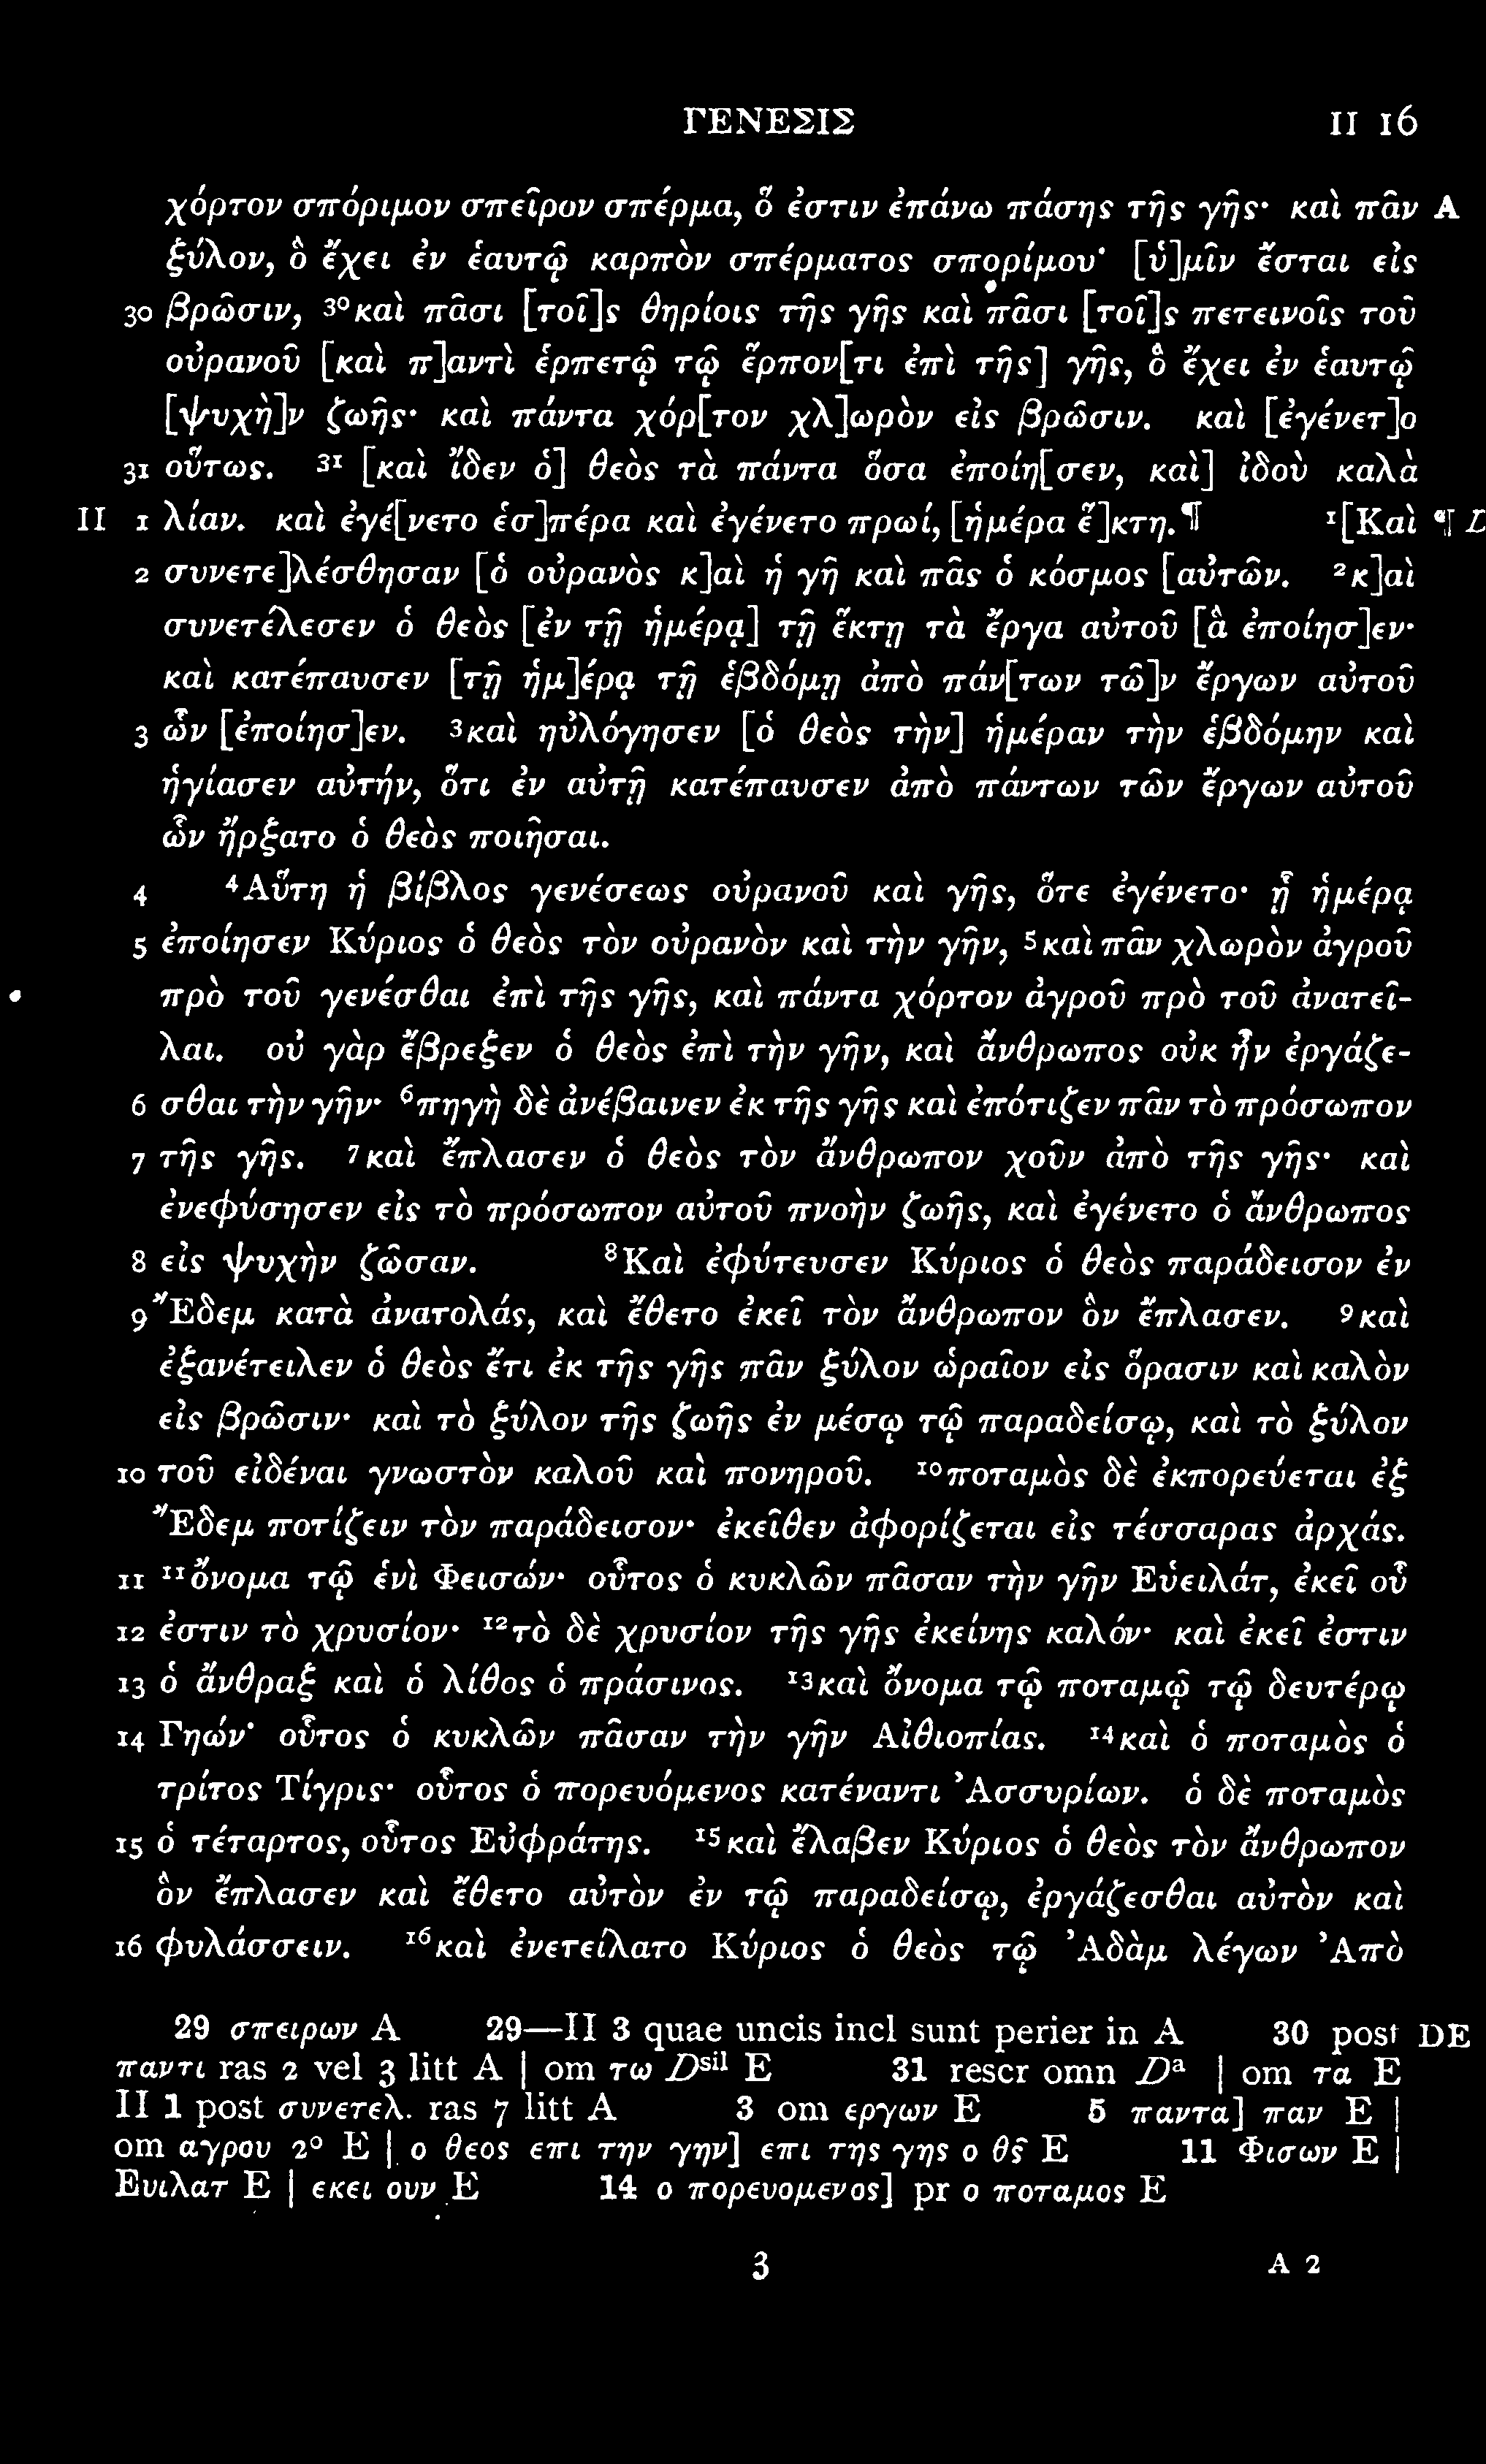 ΓΕΝΕΣΙΣ II 16
χόρτον σπόριμον σπεῖρον σπέρμα, ὅ ἐστιν ἐπάνω πάσης τῆς γῆς· καὶ πᾶν A
ξύλον, ὃ ἔχει ἐν ἑαυτῷ καρπὸν σπέρματος σπορίμου· [ὑ]μῖν ἔσται εἰς
30 βρῶσιν, ³⁰καὶ πᾶσι [τοῖ]ς θηρίοις τῆς γῆς καὶ πᾶσι [τοῖ]ς πετεινοῖς τοῦ
οὐρανοῦ [καὶ π]αντὶ ἑρπετῷ τῷ ἕρπον[τι ἐπὶ τῆς] γῆς, ὃ ἔχει ἐν ἑαυτῷ
[ψυχὴ]ν ζωῆς· καὶ πάντα χόρ[τον χλ]ωρὸν εἰς βρῶσιν. καὶ [ἐγένετ]ο
31 οὕτως. ³¹ [καὶ ἴδεν ὁ] θεὸς τὰ πάντα ὅσα ἐποίη[σεν, καὶ] ἰδοὺ καλὰ
II 1 λίαν. καὶ ἐγέ[νετο ἑσ]πέρα καὶ ἐγένετο πρωί, [ἡμέρα ἕ]κτη.¶ ¹[Καὶ ¶ D
2 συνετε]λέσθησαν [ὁ οὐρανὸς κ]αὶ ἡ γῆ καὶ πᾶς ὁ κόσμος [αὐτῶν. ²κ]αὶ
συνετέλεσεν ὁ θεὸς [ἐν τῇ ἡμέρᾳ] τῇ ἕκτῃ τὰ ἔργα αὐτοῦ [ἃ ἐποίησ]εν·
καὶ κατέπαυσεν [τῇ ἡμ]έρᾳ τῇ ἑβδόμῃ ἀπὸ πάν[των τῶ]ν ἔργων αὐτοῦ
3 ὧν [ἐποίησ]εν. ³καὶ ηὐλόγησεν [ὁ θεὸς τὴν] ἡμέραν τὴν ἑβδόμην καὶ
ἡγίασεν αὐτήν, ὅτι ἐν αὐτῇ κατέπαυσεν ἀπὸ πάντων τῶν ἔργων αὐτοῦ
ὧν ἤρξατο ὁ θεὸς ποιῆσαι.
4 ⁴Αὕτη ἡ βίβλος γενέσεως οὐρανοῦ καὶ γῆς, ὅτε ἐγένετο· ᾗ ἡμέρᾳ
5 ἐποίησεν Κύριος ὁ θεὸς τὸν οὐρανὸν καὶ τὴν γῆν, ⁵καὶ πᾶν χλωρὸν ἀγροῦ
πρὸ τοῦ γενέσθαι ἐπὶ τῆς γῆς, καὶ πάντα χόρτον ἀγροῦ πρὸ τοῦ ἀνατεῖ-
λαι. οὐ γὰρ ἔβρεξεν ὁ θεὸς ἐπὶ τὴν γῆν, καὶ ἄνθρωπος οὐκ ἦν ἐργάζε-
6 σθαι τὴν γῆν· ⁶πηγὴ δὲ ἀνέβαινεν ἐκ τῆς γῆς καὶ ἐπότιζεν πᾶν τὸ πρόσωπον
7 τῆς γῆς. ⁷καὶ ἔπλασεν ὁ θεὸς τὸν ἄνθρωπον χοῦν ἀπὸ τῆς γῆς· καὶ
ἐνεφύσησεν εἰς τὸ πρόσωπον αὐτοῦ πνοὴν ζωῆς, καὶ ἐγένετο ὁ ἄνθρωπος
8 εἰς ψυχὴν ζῶσαν. ⁸Καὶ ἐφύτευσεν Κύριος ὁ θεὸς παράδεισον ἐν
9 Ἔδεμ κατὰ ἀνατολάς, καὶ ἔθετο ἐκεῖ τὸν ἄνθρωπον ὃν ἔπλασεν. ⁹καὶ
ἐξανέτειλεν ὁ θεὸς ἔτι ἐκ τῆς γῆς πᾶν ξύλον ὡραῖον εἰς ὅρασιν καὶ καλὸν
εἰς βρῶσιν· καὶ τὸ ξύλον τῆς ζωῆς ἐν μέσῳ τῷ παραδείσῳ, καὶ τὸ ξύλον
10 τοῦ εἰδέναι γνωστὸν καλοῦ καὶ πονηροῦ. ¹⁰ποταμὸς δὲ ἐκπορεύεται ἐξ
Ἔδεμ ποτίζειν τὸν παράδεισον· ἐκεῖθεν ἀφορίζεται εἰς τέσσαρας ἀρχάς.
11 ¹¹ὄνομα τῷ ἑνὶ Φεισών· οὗτος ὁ κυκλῶν πᾶσαν τὴν γῆν Εὑειλάτ, ἐκεῖ οὗ
12 ἐστιν τὸ χρυσίον· ¹²τὸ δὲ χρυσίον τῆς γῆς ἐκείνης καλόν· καὶ ἐκεῖ ἐστιν
13 ὁ ἄνθραξ καὶ ὁ λίθος ὁ πράσινος. ¹³καὶ ὄνομα τῷ ποταμῷ τῷ δευτέρῳ
14 Γηών· οὗτος ὁ κυκλῶν πᾶσαν τὴν γῆν Αἰθιοπίας. ¹⁴καὶ ὁ ποταμὸς ὁ
τρίτος Τίγρις· οὗτος ὁ πορευόμενος κατέναντι Ἀσσυρίων. ὁ δὲ ποταμὸς
15 ὁ τέταρτος, οὗτος Εὐφράτης. ¹⁵καὶ ἔλαβεν Κύριος ὁ θεὸς τὸν ἄνθρωπον
ὃν ἔπλασεν καὶ ἔθετο αὐτὸν ἐν τῷ παραδείσῳ, ἐργάζεσθαι αὐτὸν καὶ
16 φυλάσσειν. ¹⁶καὶ ἐνετείλατο Κύριος ὁ θεὸς τῷ Ἀδὰμ λέγων Ἀπὸ
29 σπειρων A 29—II 3 quae uncis incl sunt perier in A 30 post DE
παντι ras 2 vel 3 litt A | om τω Dˢⁱˡ E 31 rescr omn Dᵃ | om τα E
II 1 post συνετελ. ras 7 litt A 3 om εργων E 5 παντα] παν E |
om αγρου 2° E | ο θεος επι την γην] επι της γης ο θς̅ E 11 Φισων E |
Ευιλατ E | εκει ουν E 14 ο πορευομενος] pr ο ποταμος E
3 A 2